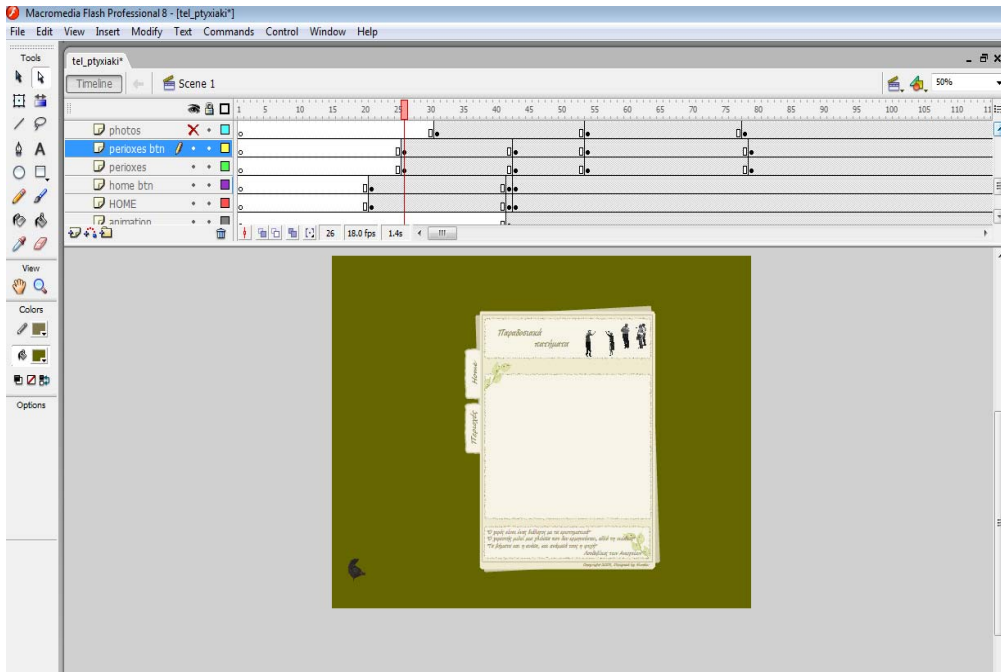 Macromedia Flash Professional 8 - [tel_ptyxiaki*]
File Edit View Insert Modify Text Commands Control Window Help
Tools
tel_ptyxiaki*
Timeline
Scene 1
50%
1 5 10 15 20 25 30 35 40 45 50 55 60 65 70 75 80 85 90 95 100 105 110 11
photos
perioxes btn
perioxes
home btn
HOME
animation
26 18.0 fps 1.4s
View
Colors
Options
Παραδοσιακά
πατήματα
Home
Περιοχές